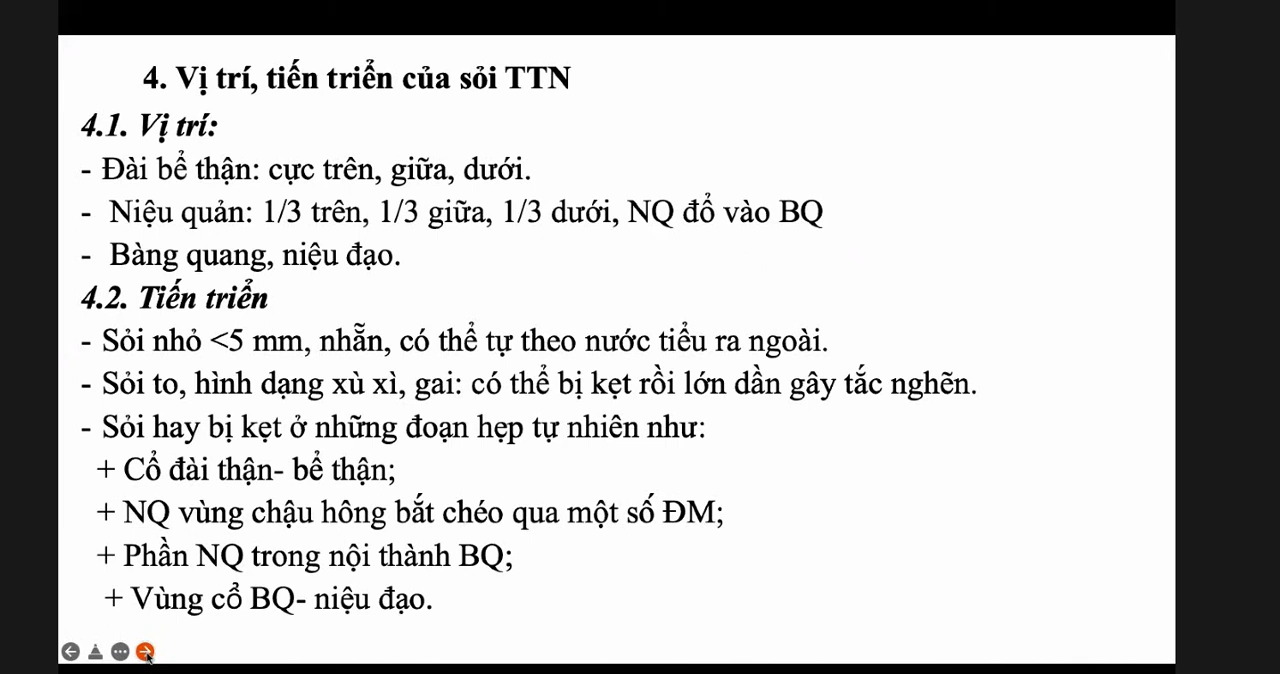 4. Vị trí, tiến triển của sỏi TTN
4.1. Vị trí:
- Đài bể thận: cực trên, giữa, dưới.
- Niệu quản: 1/3 trên, 1/3 giữa, 1/3 dưới, NQ đổ vào BQ
- Bàng quang, niệu đạo.
4.2. Tiến triển
- Sỏi nhỏ <5 mm, nhẵn, có thể tự theo nước tiểu ra ngoài.
- Sỏi to, hình dạng xù xì, gai: có thể bị kẹt rồi lớn dần gây tắc nghẽn.
- Sỏi hay bị kẹt ở những đoạn hẹp tự nhiên như:
+ Cổ đài thận- bể thận;
+ NQ vùng chậu hông bắt chéo qua một số ĐM;
+ Phần NQ trong nội thành BQ;
+ Vùng cổ BQ- niệu đạo.